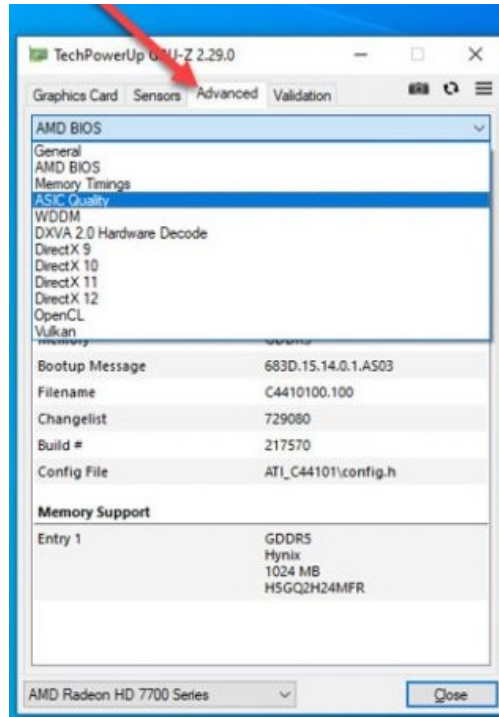 TechPowerUp GPU-Z 2.29.0
Graphics Card Sensors Advanced Validation
AMD BIOS
General
AMD BIOS
Memory Timings
ASIC Quality
WDDM
DXVA 2.0 Hardware Decode
DirectX 9
DirectX 10
DirectX 11
DirectX 12
OpenCL
Vulkan
Memory GDDR5
Bootup Message 683D.15.14.0.1.AS03
Filename C4410100.100
Changelist 729080
Build # 217570
Config File ATI_C44101\config.h
Memory Support
Entry 1 GDDR5
Hynix
1024 MB
H5GQ2H24MFR
AMD Radeon HD 7700 Series Close